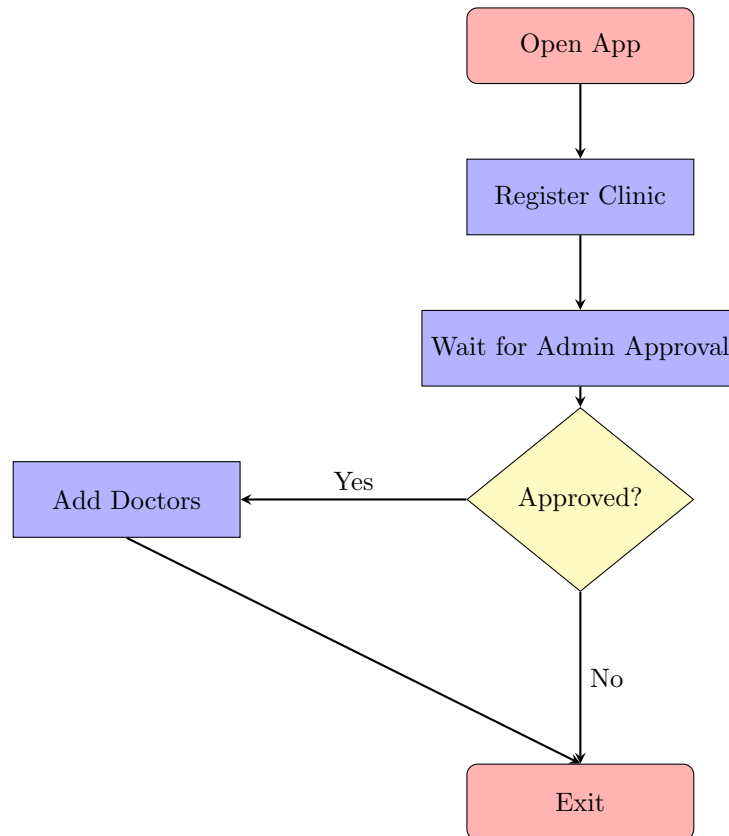 Open App
Register Clinic
Wait for Admin Approval
Approved?
Yes
Add Doctors
No
Exit